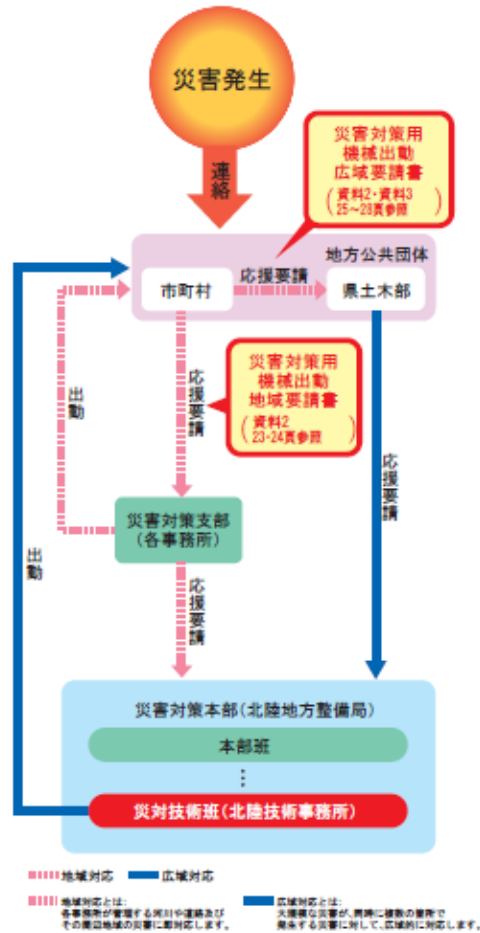 災害発生
連絡
災害対策用
機械出動
広域要請書
(資料2・資料3
25~28頁参照)
地方公共団体
市町村
応援要請
県土木部
出動
応援要請
災害対策用
機械出動
地域要請書
(資料2
23-24頁参照)
応援要請
災害対策支部
(各事務所)
出動
応援要請
災害対策本部(北陸地方整備局)
本部班
⋮
災対技術班(北陸技術事務所)
地域対応
広域対応
地域対応とは:
各事務所が管理する河川や道路及び
その周辺地域の災害に即対応します。
広域対応とは:
大規模な災害が、同時に複数の箇所で
発生する災害に対して、広域的に対応します。